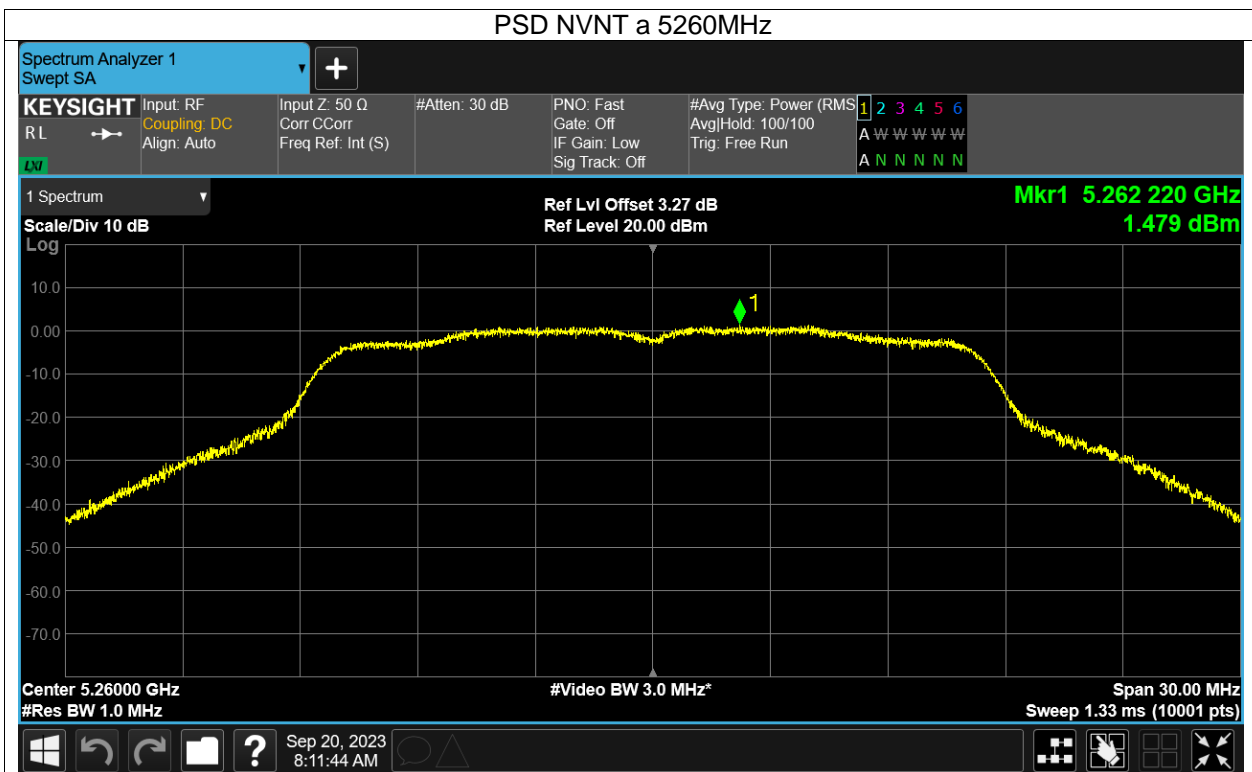 PSD NVNT a 5260MHz
Spectrum Analyzer 1
Swept SA
KEYSIGHT
RL
LXI
Input: RF
Coupling: DC
Align: Auto
Input Z: 50 Ω
Corr CCorr
Freq Ref: Int (S)
#Atten: 30 dB
PNO: Fast
Gate: Off
IF Gain: Low
Sig Track: Off
#Avg Type: Power (RMS
Avg|Hold: 100/100
Trig: Free Run
1 2 3 4 5 6
A W W W W W
A N N N N N
1 Spectrum
Scale/Div 10 dB
Log
Ref Lvl Offset 3.27 dB
Ref Level 20.00 dBm
Mkr1 5.262 220 GHz
1.479 dBm
10.0
0.00
-10.0
-20.0
-30.0
-40.0
-50.0
-60.0
-70.0
1
Center 5.26000 GHz
#Res BW 1.0 MHz
#Video BW 3.0 MHz*
Span 30.00 MHz
Sweep 1.33 ms (10001 pts)
?
Sep 20, 2023
8:11:44 AM